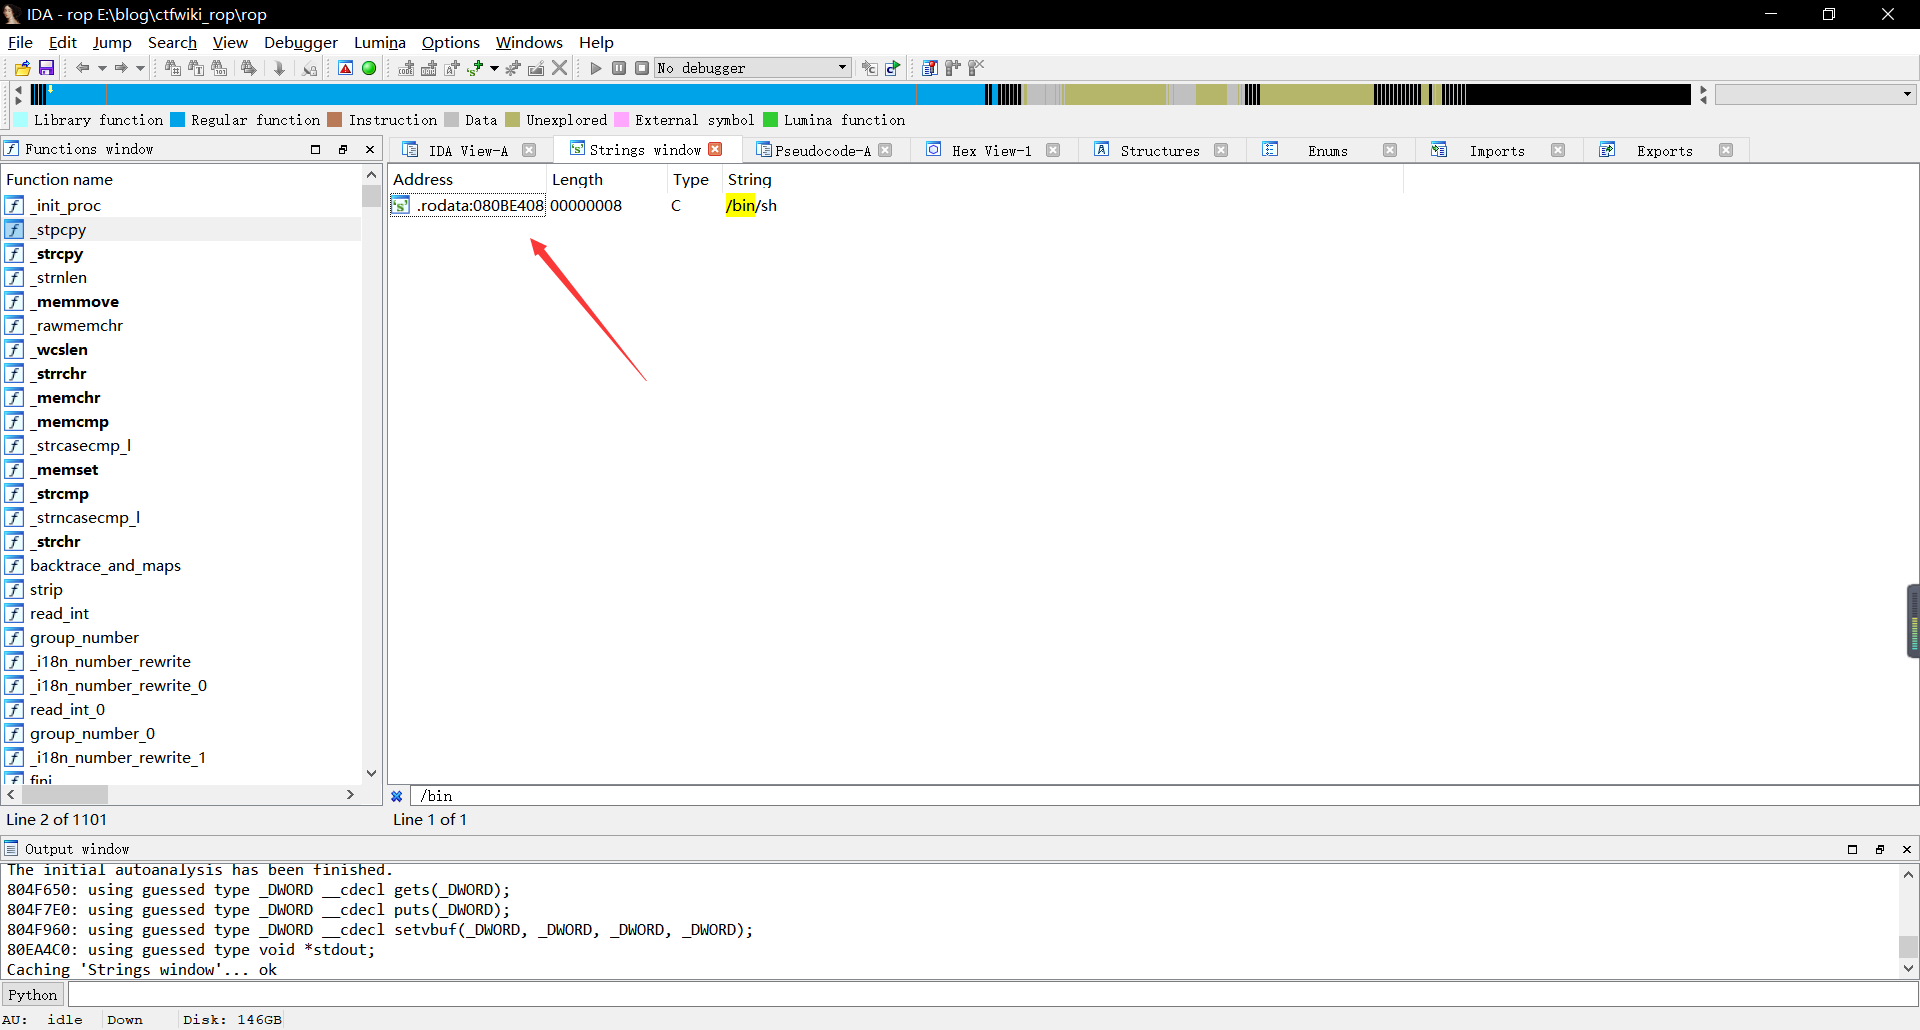 IDA - rop E:\blog\ctfwiki_rop\rop
File Edit Jump Search View Debugger Lumina Options Windows Help
No debugger
Library function Regular function Instruction Data Unexplored External symbol Lumina function
Functions window
IDA View-A Strings window Pseudocode-A Hex View-1 Structures Enums Imports Exports
Function name
_init_proc
_stpcpy
_strcpy
_strnlen
_memmove
_rawmemchr
_wcslen
_strrchr
_memchr
_memcmp
_strcasecmp_l
_memset
_strcmp
_strncasecmp_l
_strchr
backtrace_and_maps
strip
read_int
group_number
_i18n_number_rewrite
_i18n_number_rewrite_0
read_int_0
group_number_0
_i18n_number_rewrite_1
fini
Line 2 of 1101
Address Length Type String
.rodata:080BE408 00000008 C /bin/sh
/bin
Line 1 of 1
Output window
The initial autoanalysis has been finished.
804F650: using guessed type _DWORD __cdecl gets(_DWORD);
804F7E0: using guessed type _DWORD __cdecl puts(_DWORD);
804F960: using guessed type _DWORD __cdecl setvbuf(_DWORD, _DWORD, _DWORD, _DWORD);
80EA4C0: using guessed type void *stdout;
Caching 'Strings window'... ok
Python
AU: idle Down Disk: 146GB